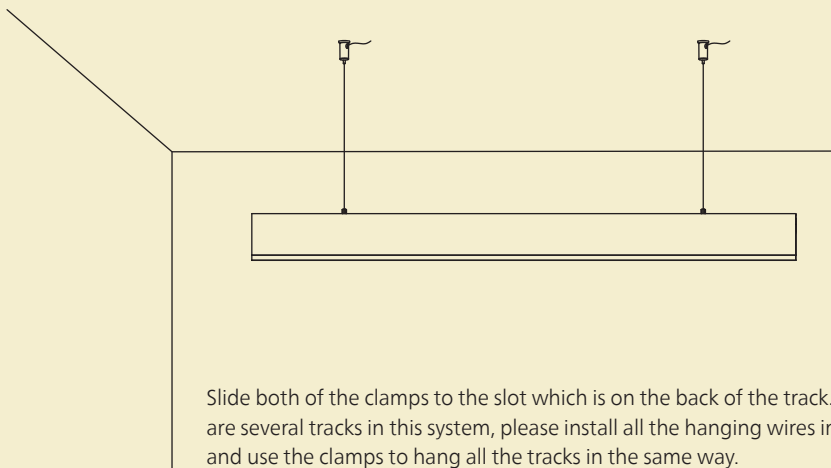 Slide both of the clamps to the slot which is on the back of the track.
are several tracks in this system, please install all the hanging wires
and use the clamps to hang all the tracks in the same way.